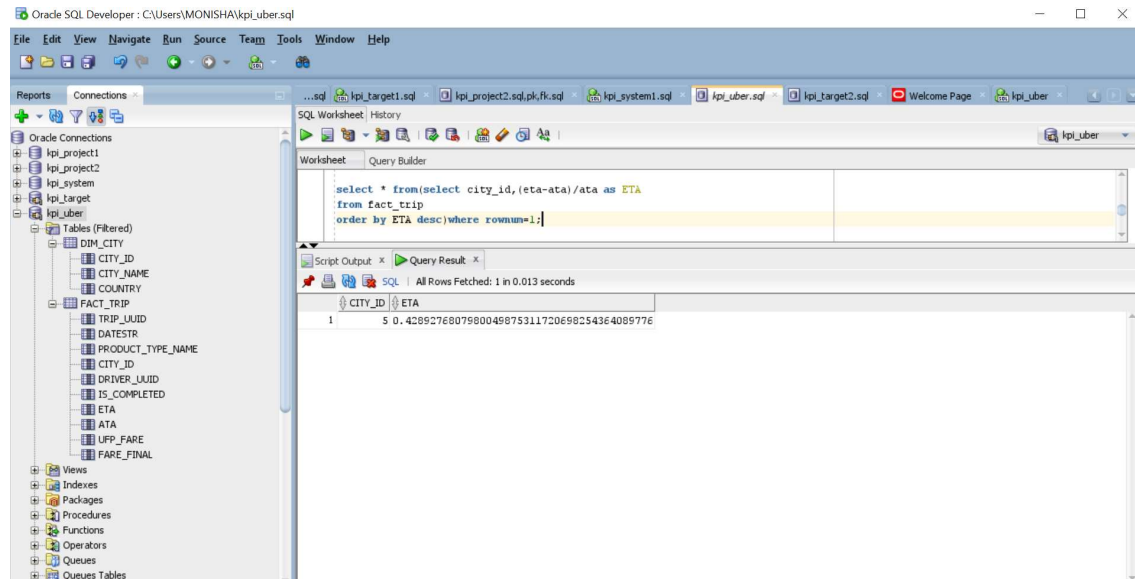 Oracle SQL Developer : C:\Users\MONISHA\kpi_uber.sql
File Edit View Navigate Run Source Team Tools Window Help
Reports Connections
...sql kpi_target1.sql kpi_project2.sql,pk,fk.sql kpi_system1.sql kpi_uber.sql kpi_target2.sql Welcome Page kpi_uber
SQL Worksheet History
kpi_uber
Worksheet Query Builder
select * from(select city_id,(eta-ata)/ata as ETA
from fact_trip
order by ETA desc)where rownum=1;
Script Output Query Result
SQL | All Rows Fetched: 1 in 0.013 seconds
CITY_ID ETA
1 5 0.428927680798004987531172069825436408977​6
Oracle Connections
kpi_project1
kpi_project2
kpi_system
kpi_target
kpi_uber
Tables (Filtered)
DIM_CITY
CITY_ID
CITY_NAME
COUNTRY
FACT_TRIP
TRIP_UUID
DATESTR
PRODUCT_TYPE_NAME
CITY_ID
DRIVER_UUID
IS_COMPLETED
ETA
ATA
UFP_FARE
FARE_FINAL
Views
Indexes
Packages
Procedures
Functions
Operators
Queues
Queues Tables